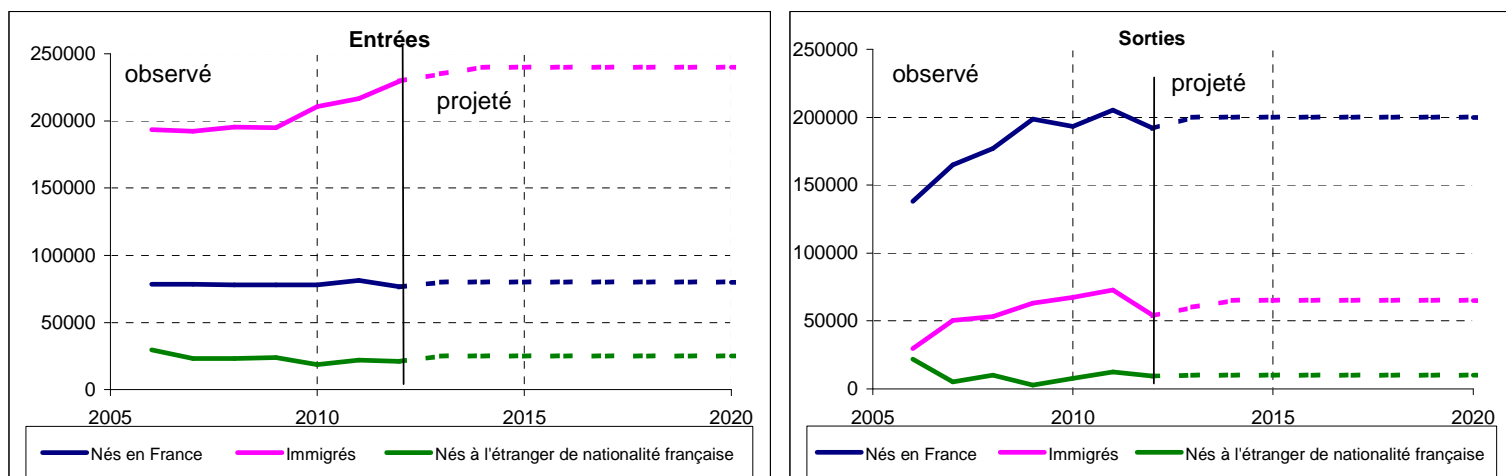 Entrées
250000
observé
projeté
200000
150000
100000
50000
0
2005 2010 2015 2020
Nés en France Immigrés Nés à l'étranger de nationalité française
Sorties
250000
observé
projeté
200000
150000
100000
50000
0
2005 2010 2015 2020
Nés en France Immigrés Nés à l'étranger de nationalité française